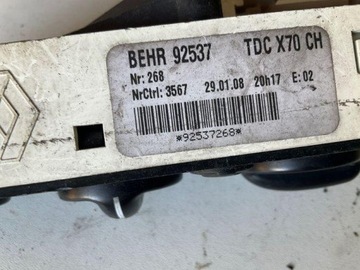 BEHR 92537 TDC X70 CH
Nr: 268
NrCtrl: 3567 29.01.08 20h17 E: 02
*92537268*